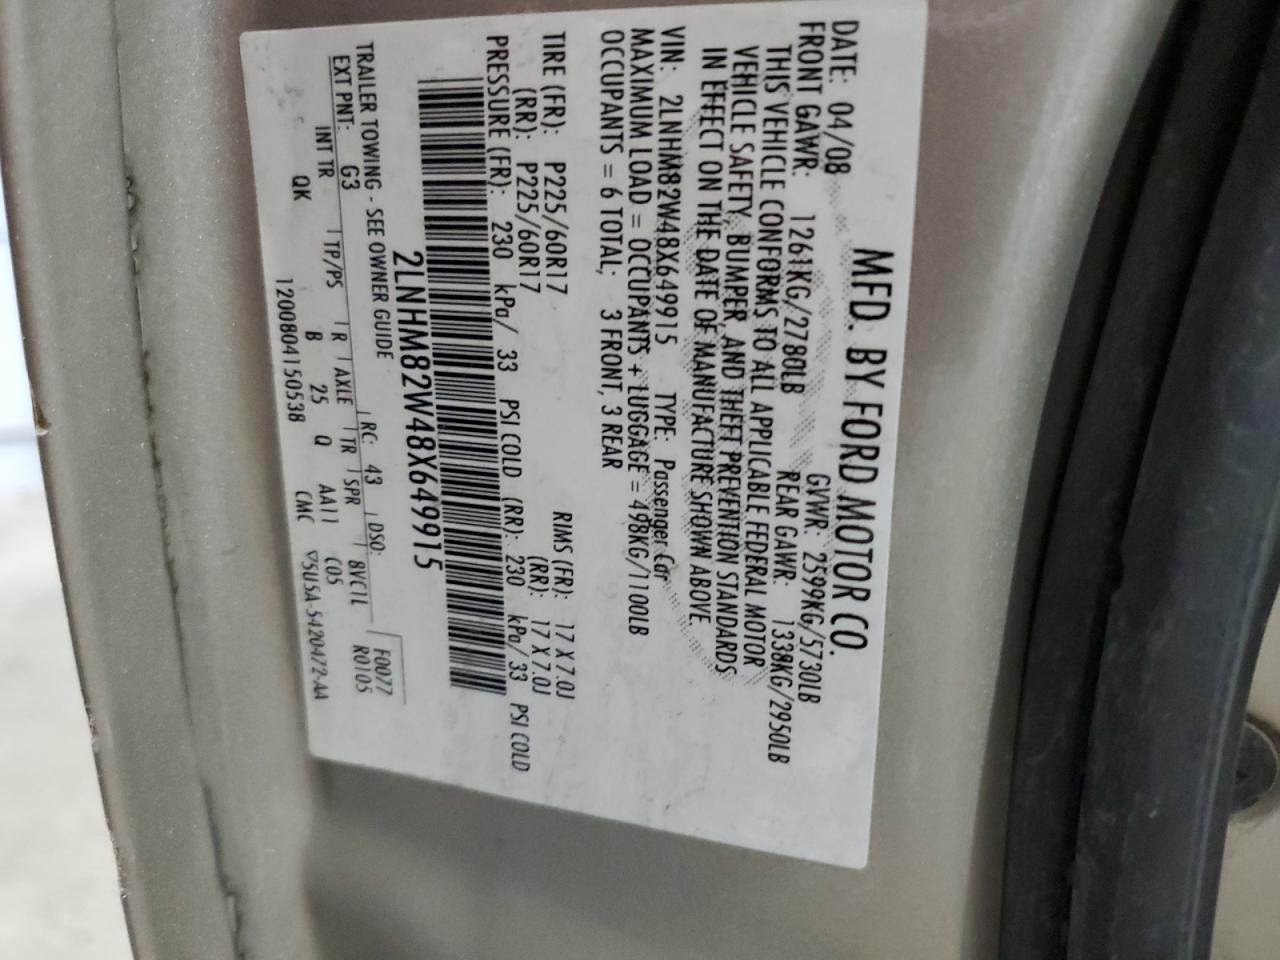 MFD. BY FORD MOTOR CO.
DATE: 04/08 GVWR: 2599KG/5730LB
FRONT GAWR: 1261KG/2780LB REAR GAWR: 1338KG/2950LB
THIS VEHICLE CONFORMS TO ALL APPLICABLE FEDERAL MOTOR
VEHICLE SAFETY, BUMPER, AND THEFT PREVENTION STANDARDS
IN EFFECT ON THE DATE OF MANUFACTURE SHOWN ABOVE.
VIN: 2LNHM82W48X649915 TYPE: Passenger Car
MAXIMUM LOAD = OCCUPANTS + LUGGAGE = 498KG/1100LB
OCCUPANTS = 6 TOTAL; 3 FRONT, 3 REAR
TIRE (FR): P225/60R17 RIMS (FR): 17 X 7.0J
(RR): P225/60R17 (RR): 17 X 7.0J
PRESSURE (FR): 230 kPa/ 33 PSI COLD (RR): 230 kPa/ 33 PSI COLD
2LNHM82W48X649915
TRAILER TOWING - SEE OWNER GUIDE
F0077
EXT PNT: G3 RC: 43 DSO: R0105
INT TR TP/PS R AXLE TR SPR 8VC1L
QK B 25 Q AA11 C05
1200804150538 CMC ▽5U5A-5420472-AA